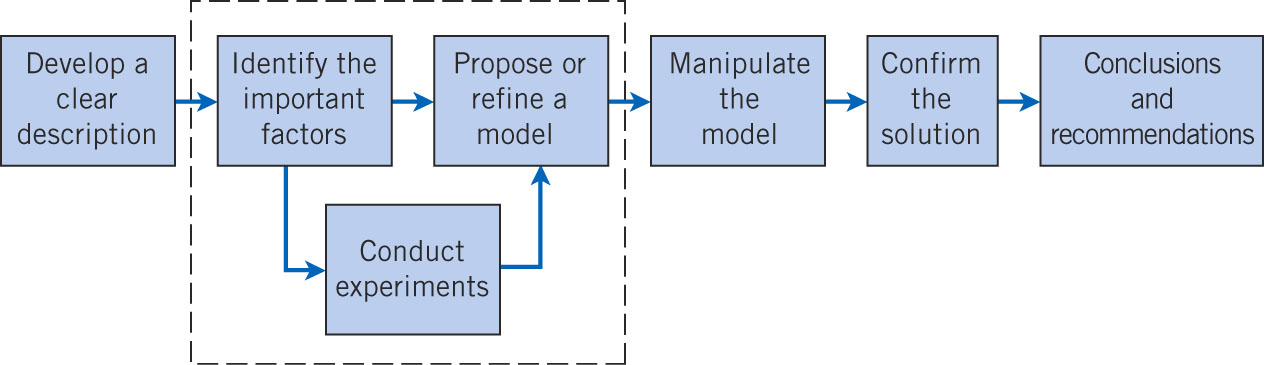 Develop a
clear
description
Identify the
important
factors
Propose or
refine a
model
Manipulate
the
model
Confirm
the
solution
Conclusions
and
recommendations
Conduct
experiments